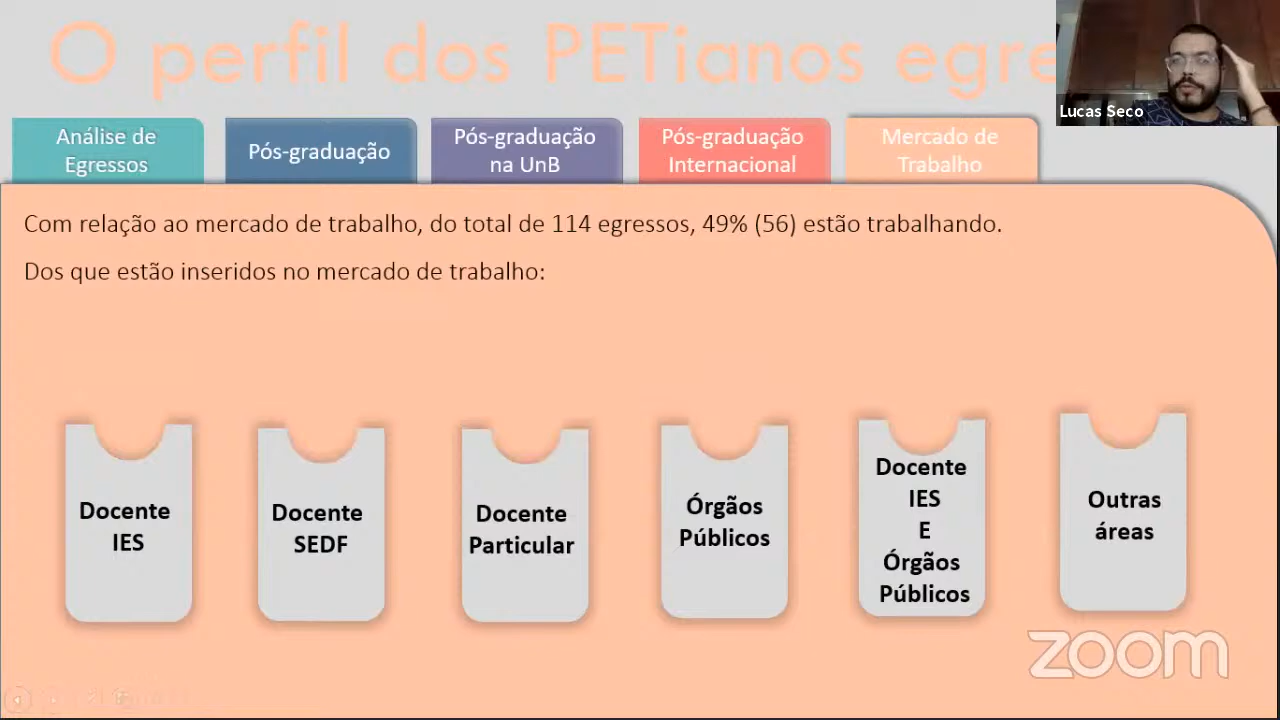 O perfil dos PETianos egre
Lucas Seco
Análise de
Egressos
Pós-graduação
Pós-graduação
na UnB
Pós-graduação
Internacional
Mercado de
Trabalho
Com relação ao mercado de trabalho, do total de 114 egressos, 49% (56) estão trabalhando.
Dos que estão inseridos no mercado de trabalho:
Docente
IES
Docente
SEDF
Docente
Particular
Órgãos
Públicos
Docente
IES
E
Órgãos
Públicos
Outras
áreas
zoom